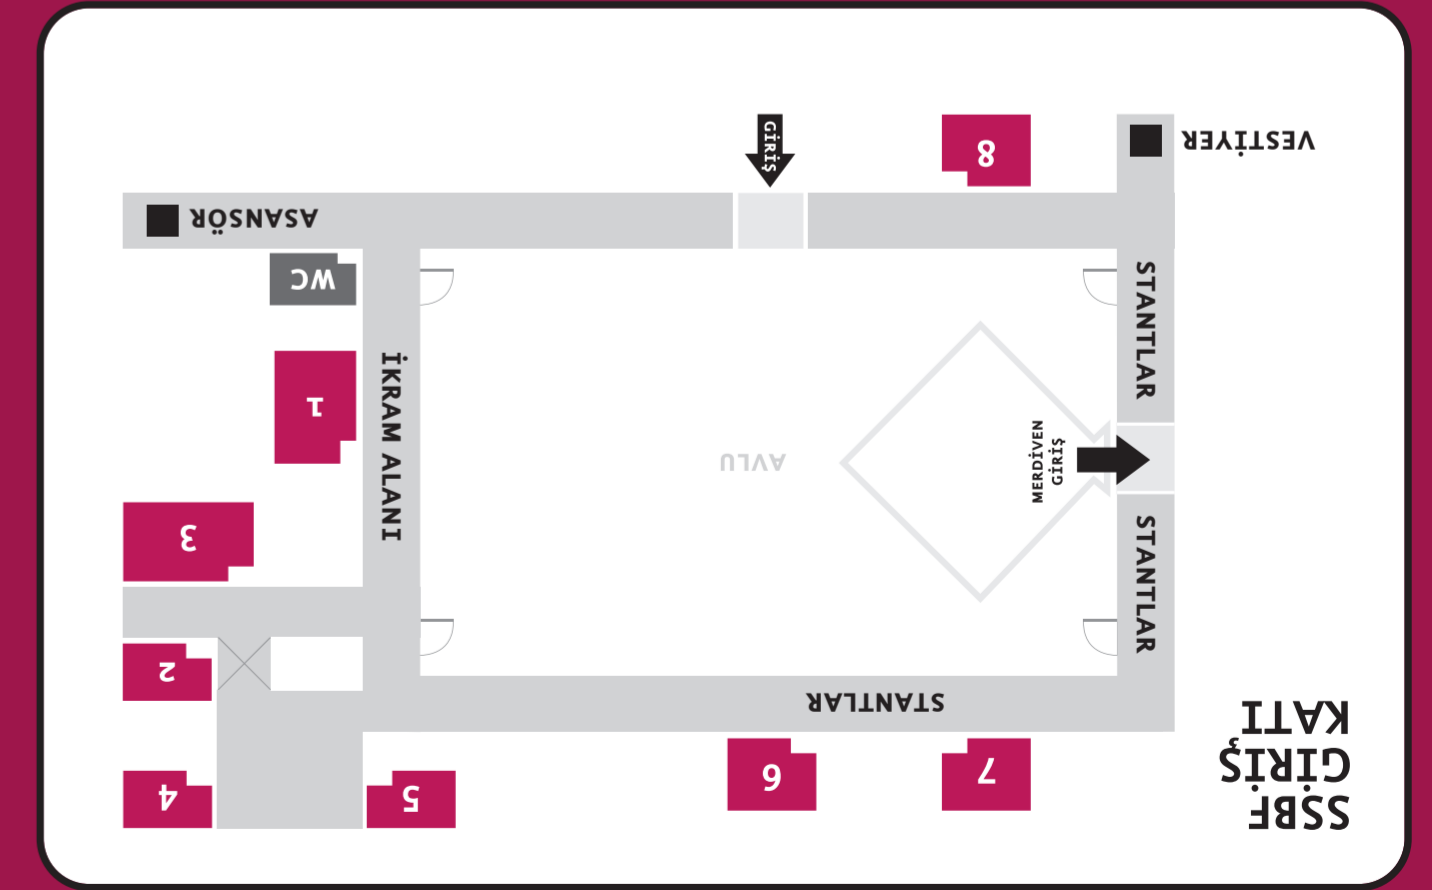 SSBF
GİRİŞ
KATI
7
6
5
4
STANTLAR
2
STANTLAR
3
MERDİVEN
GİRİŞ
AVLU
İKRAM ALANI
1
STANTLAR
WC
ASANSÖR
VESTİYER
8
GİRİŞ